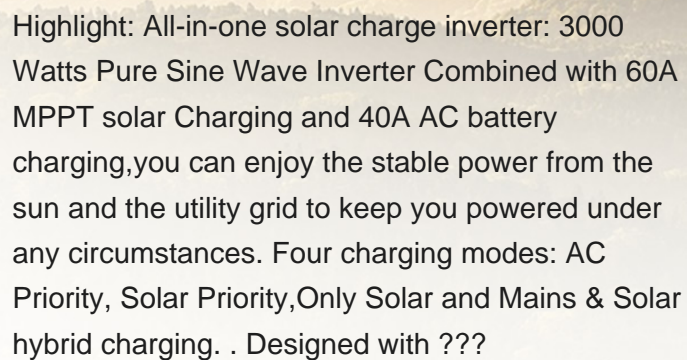 Highlight: All-in-one solar charge inverter: 3000
Watts Pure Sine Wave Inverter Combined with 60A
MPPT solar Charging and 40A AC battery
charging,you can enjoy the stable power from the
sun and the utility grid to keep you powered under
any circumstances. Four charging modes: AC
Priority, Solar Priority,Only Solar and Mains & Solar
hybrid charging. . Designed with ???